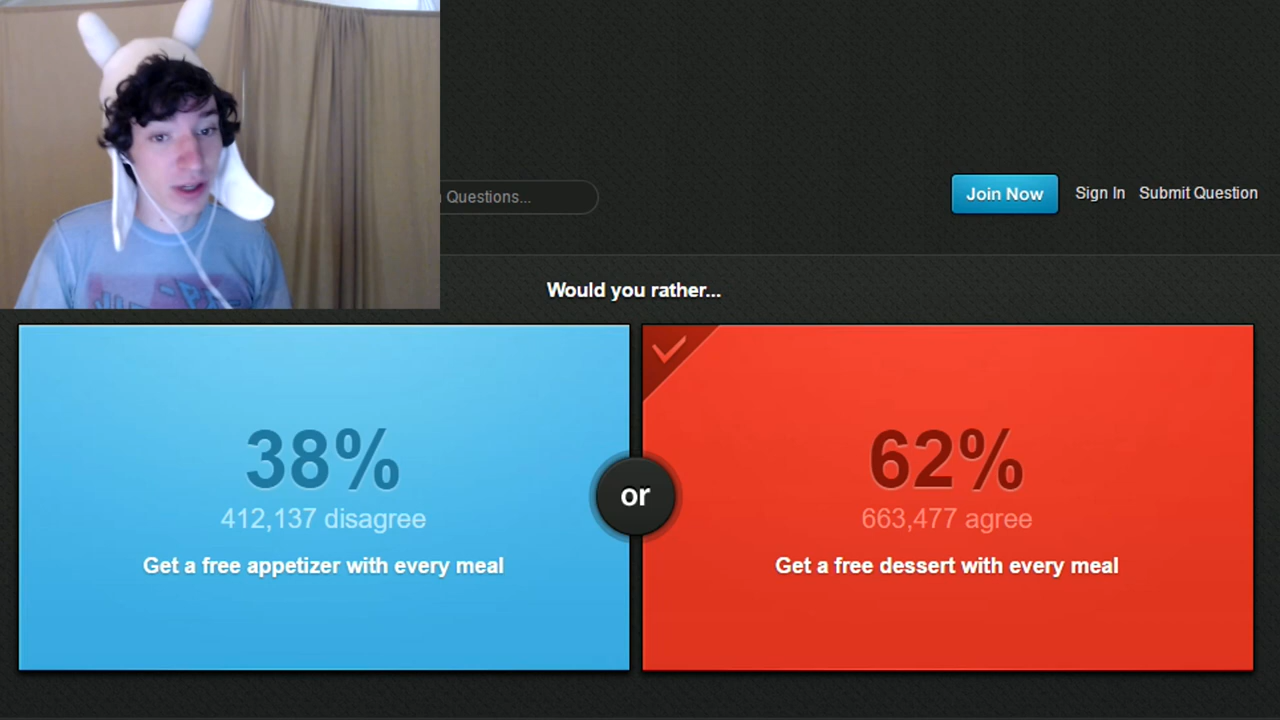 Questions...
Join Now
Sign In
Submit Question
Would you rather...
38%
412,137 disagree
Get a free appetizer with every meal
or
62%
663,477 agree
Get a free dessert with every meal